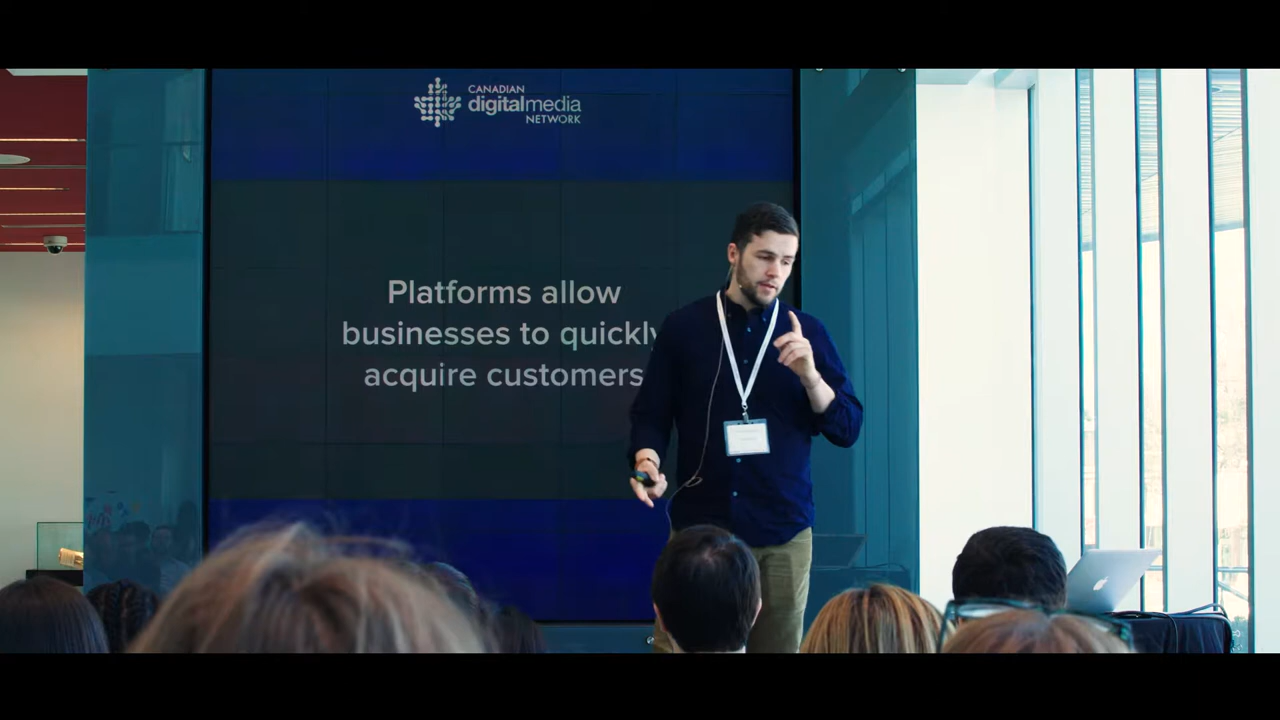 CANADIAN
digitalmedia
NETWORK
Platforms allow
businesses to quickly
acquire customers